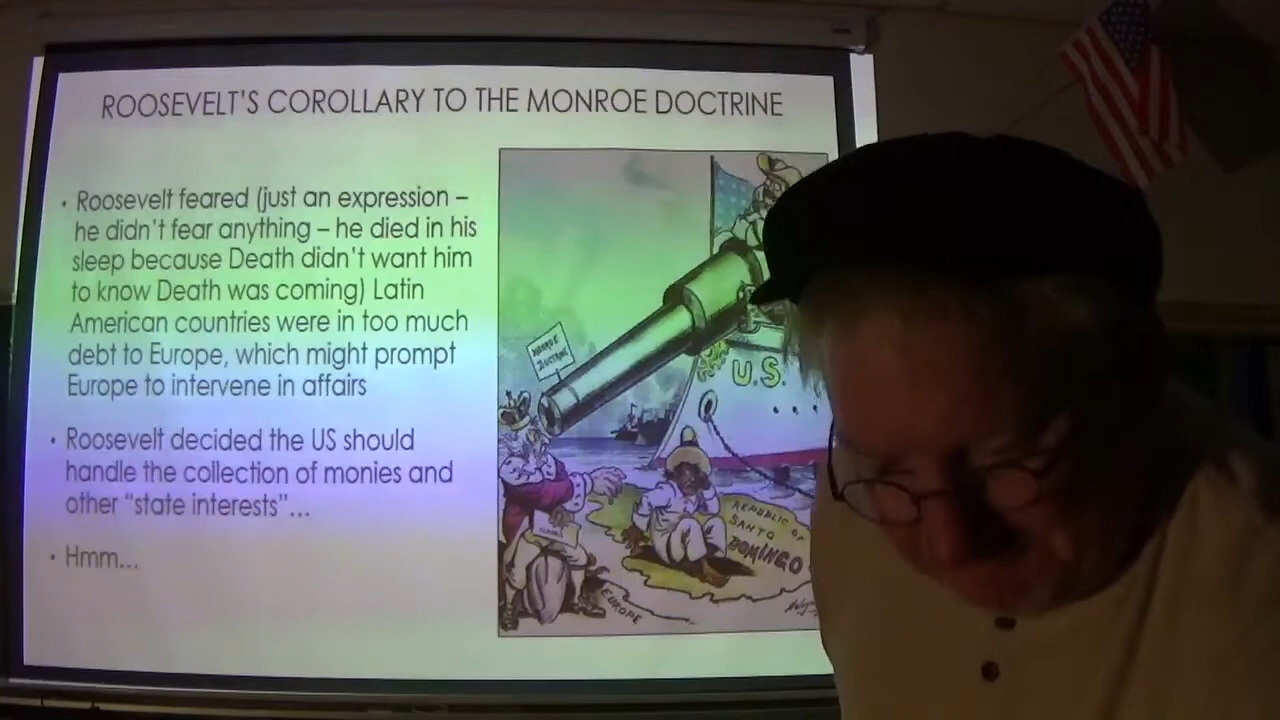 ROOSEVELT'S COROLLARY TO THE MONROE DOCTRINE
• Roosevelt feared (just an expression –
he didn't fear anything – he died in his
sleep because Death didn't want him
to know Death was coming) Latin
American countries were in too much
debt to Europe, which might prompt
Europe to intervene in affairs
• Roosevelt decided the US should
handle the collection of monies and
other "state interests"...
• Hmm...
MONROE
DOCTRINE
U.S.
REPUBLIC OF
SANTO
DOMINGO
EUROPE